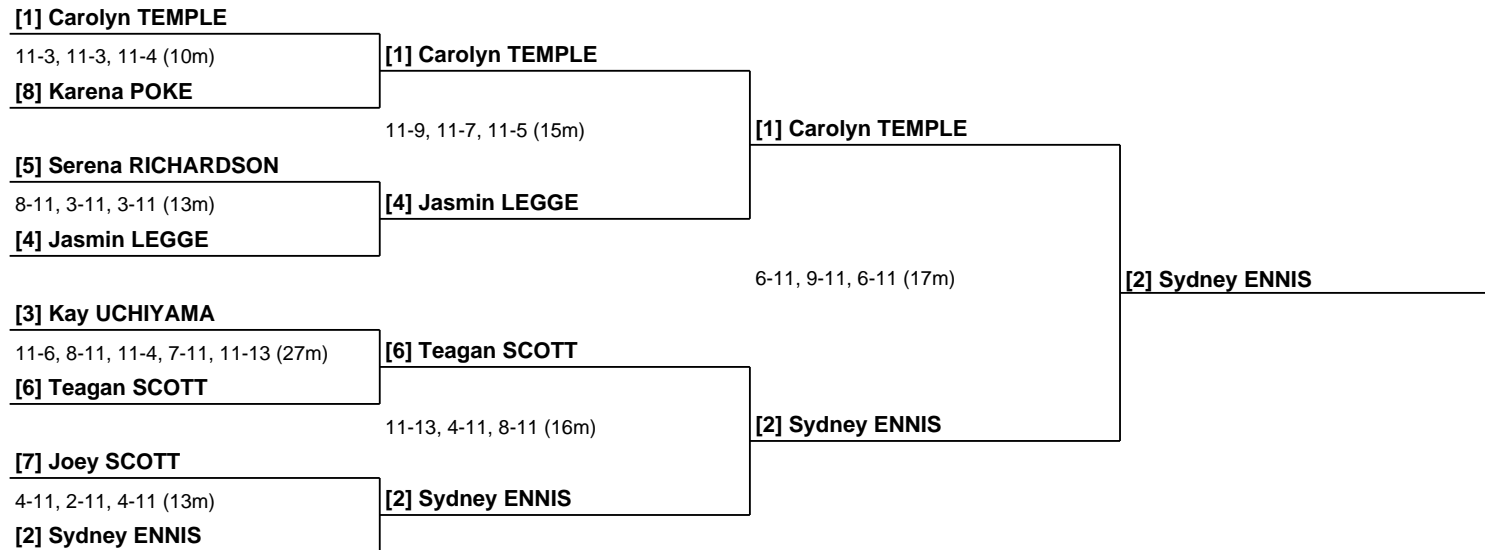 [1] Carolyn TEMPLE
11-3, 11-3, 11-4 (10m)
[8] Karena POKE
[5] Serena RICHARDSON
8-11, 3-11, 3-11 (13m)
[4] Jasmin LEGGE
[3] Kay UCHIYAMA
11-6, 8-11, 11-4, 7-11, 11-13 (27m)
[6] Teagan SCOTT
[7] Joey SCOTT
4-11, 2-11, 4-11 (13m)
[2] Sydney ENNIS
[1] Carolyn TEMPLE
11-9, 11-7, 11-5 (15m)
[4] Jasmin LEGGE
[6] Teagan SCOTT
11-13, 4-11, 8-11 (16m)
[2] Sydney ENNIS
[1] Carolyn TEMPLE
6-11, 9-11, 6-11 (17m)
[2] Sydney ENNIS
[2] Sydney ENNIS